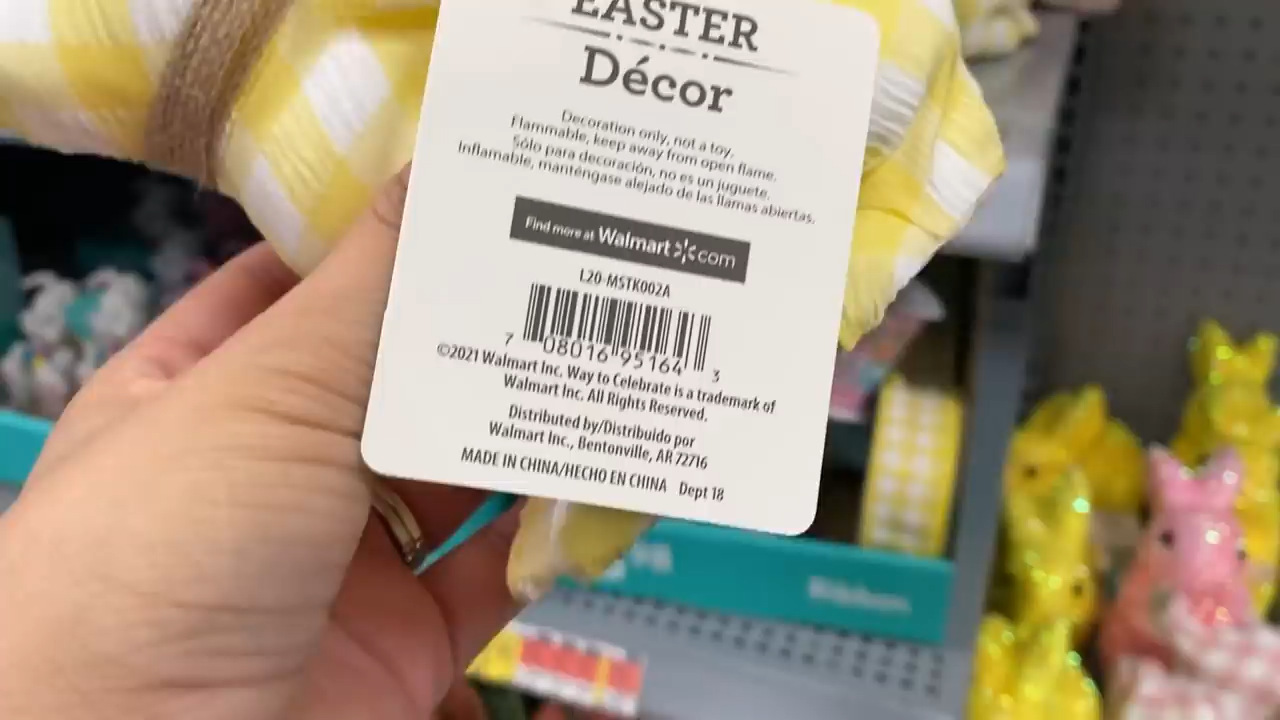 EASTER
Décor
Decoration only, not a toy.
Flammable, keep away from open flame.
Sólo para decoración, no es un juguete.
Inflamable, manténgase alejado de las llamas abiertas.
Find more at Walmart com
L20-MSTK002A
7 08016 95164 3
©2021 Walmart Inc. Way to Celebrate is a trademark of
Walmart Inc. All Rights Reserved.
Distributed by/Distribuido por
Walmart Inc., Bentonville, AR 72716
MADE IN CHINA/HECHO EN CHINA Dept 18
Ribbon